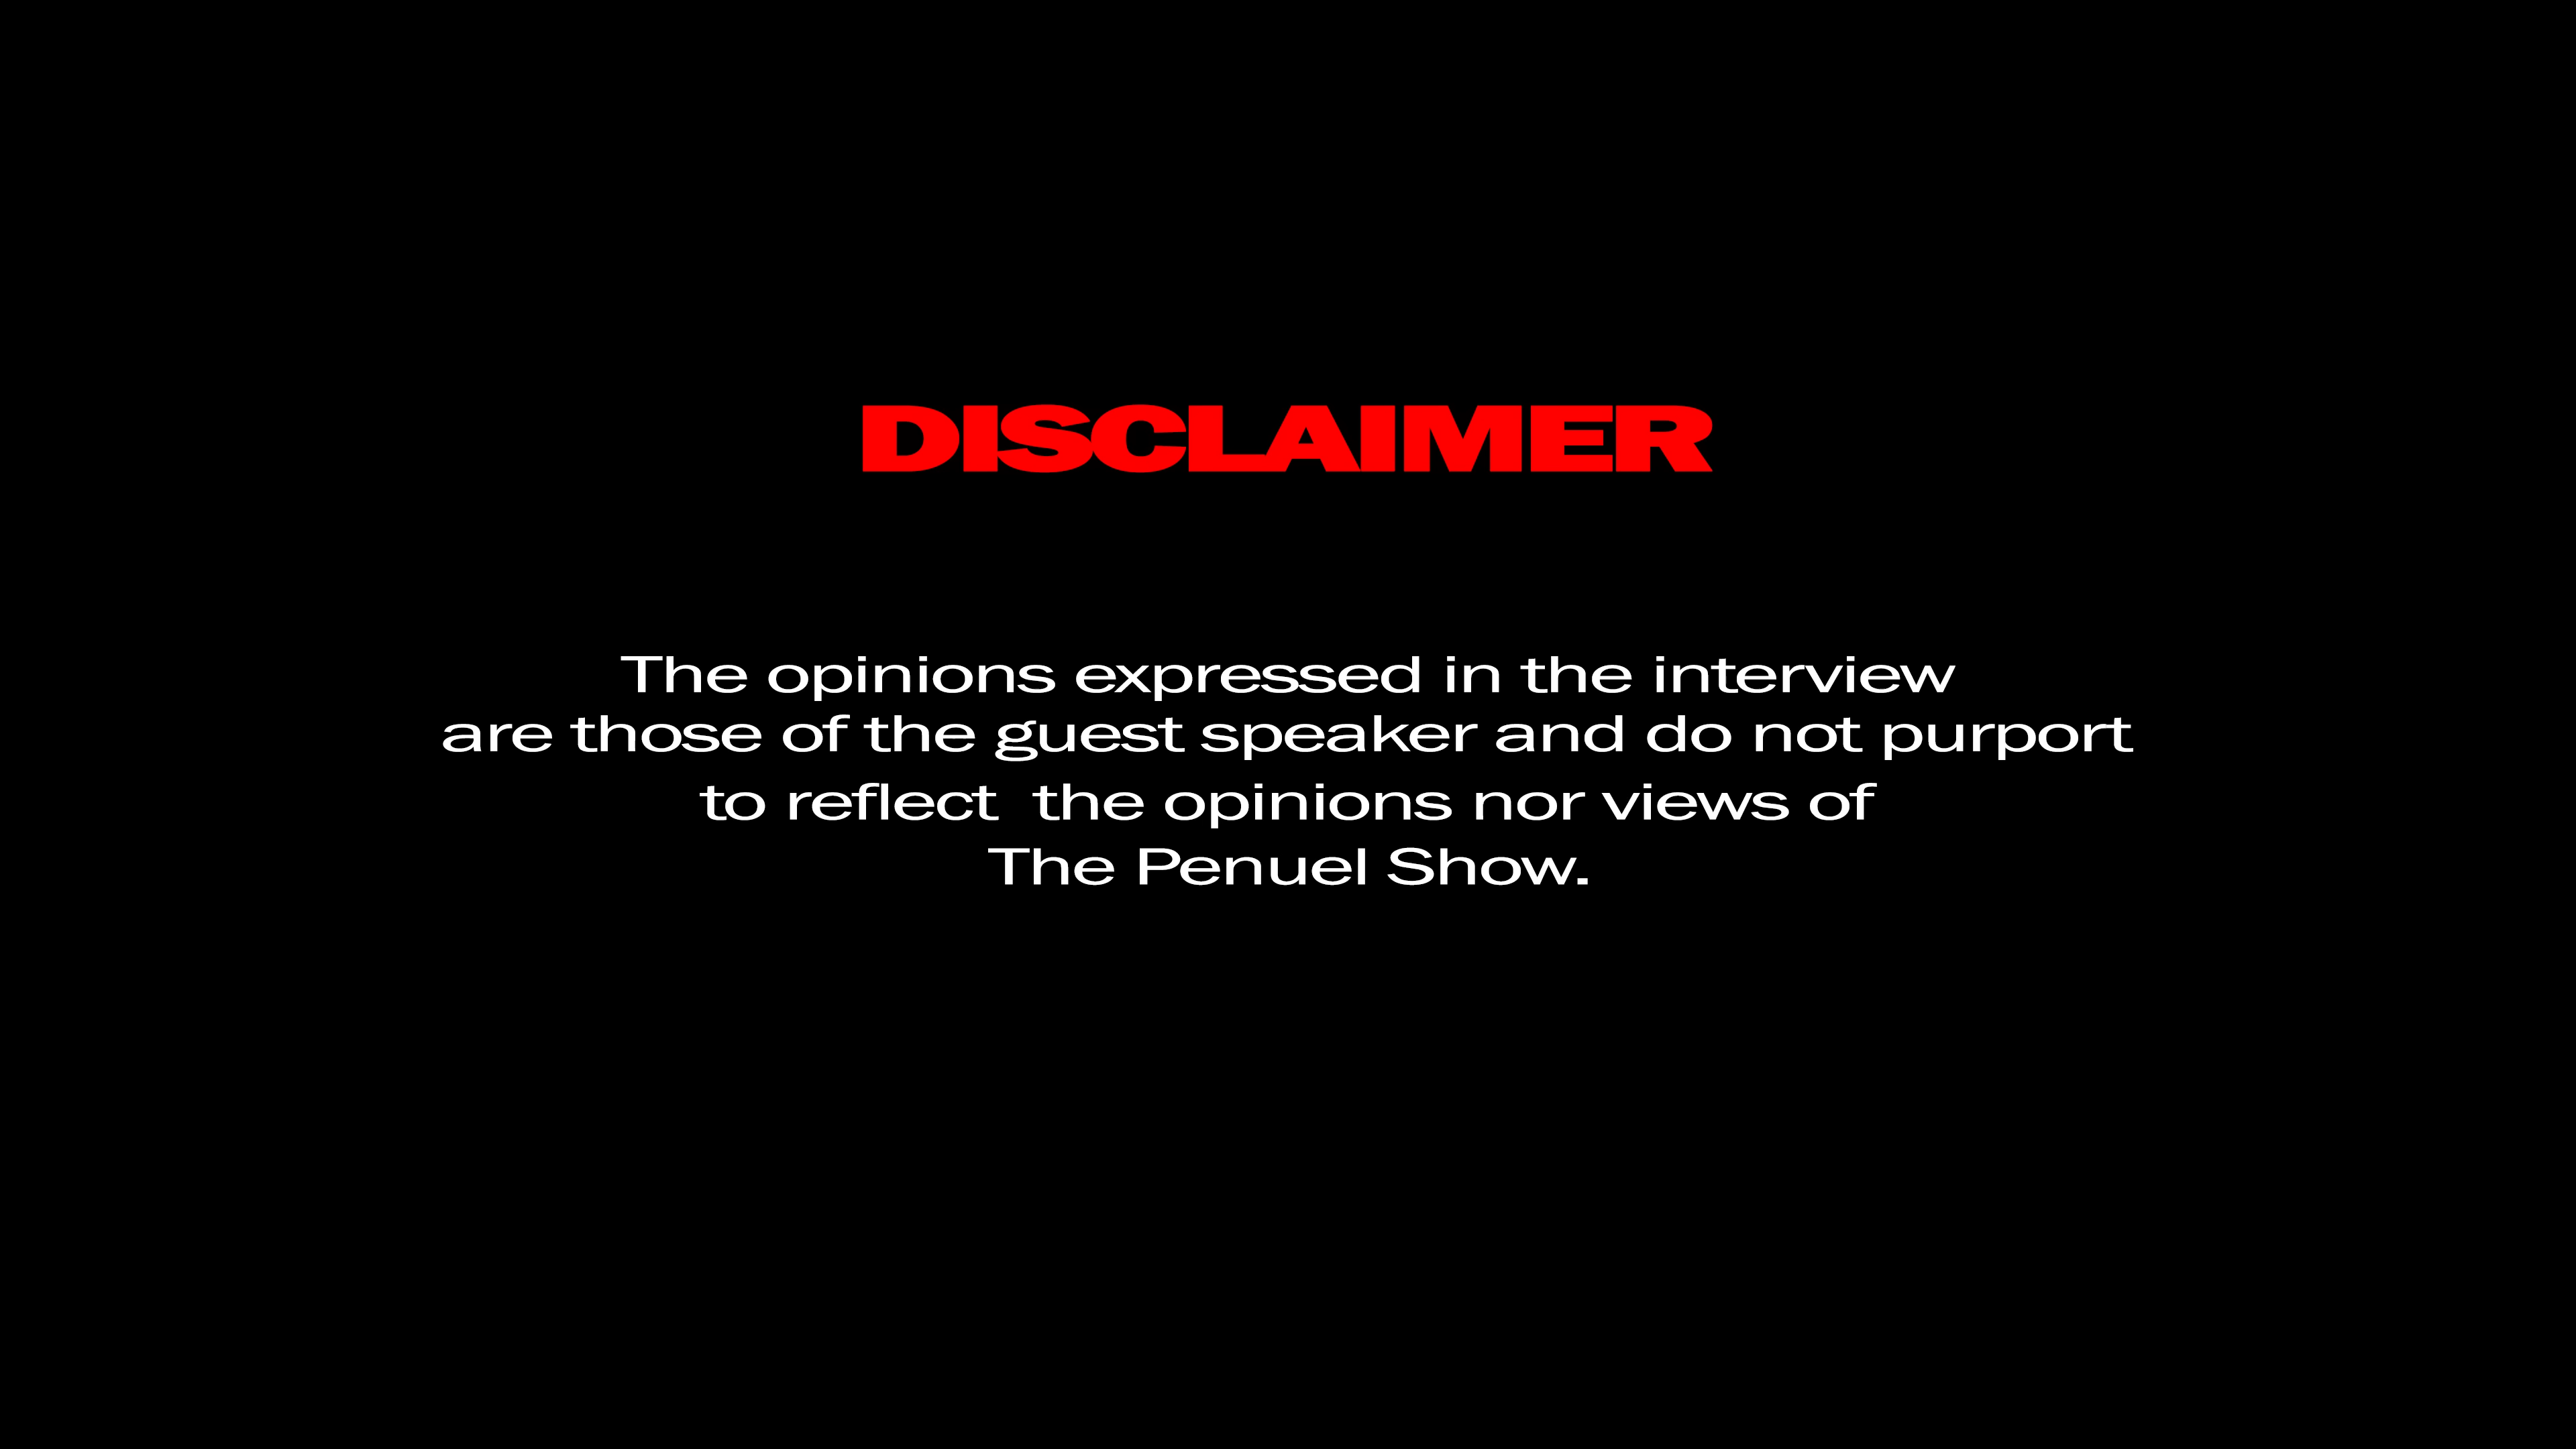 DISCLAIMER
The opinions expressed in the interview
are those of the guest speaker and do not purport
to reflect  the opinions nor views of
The Penuel Show.